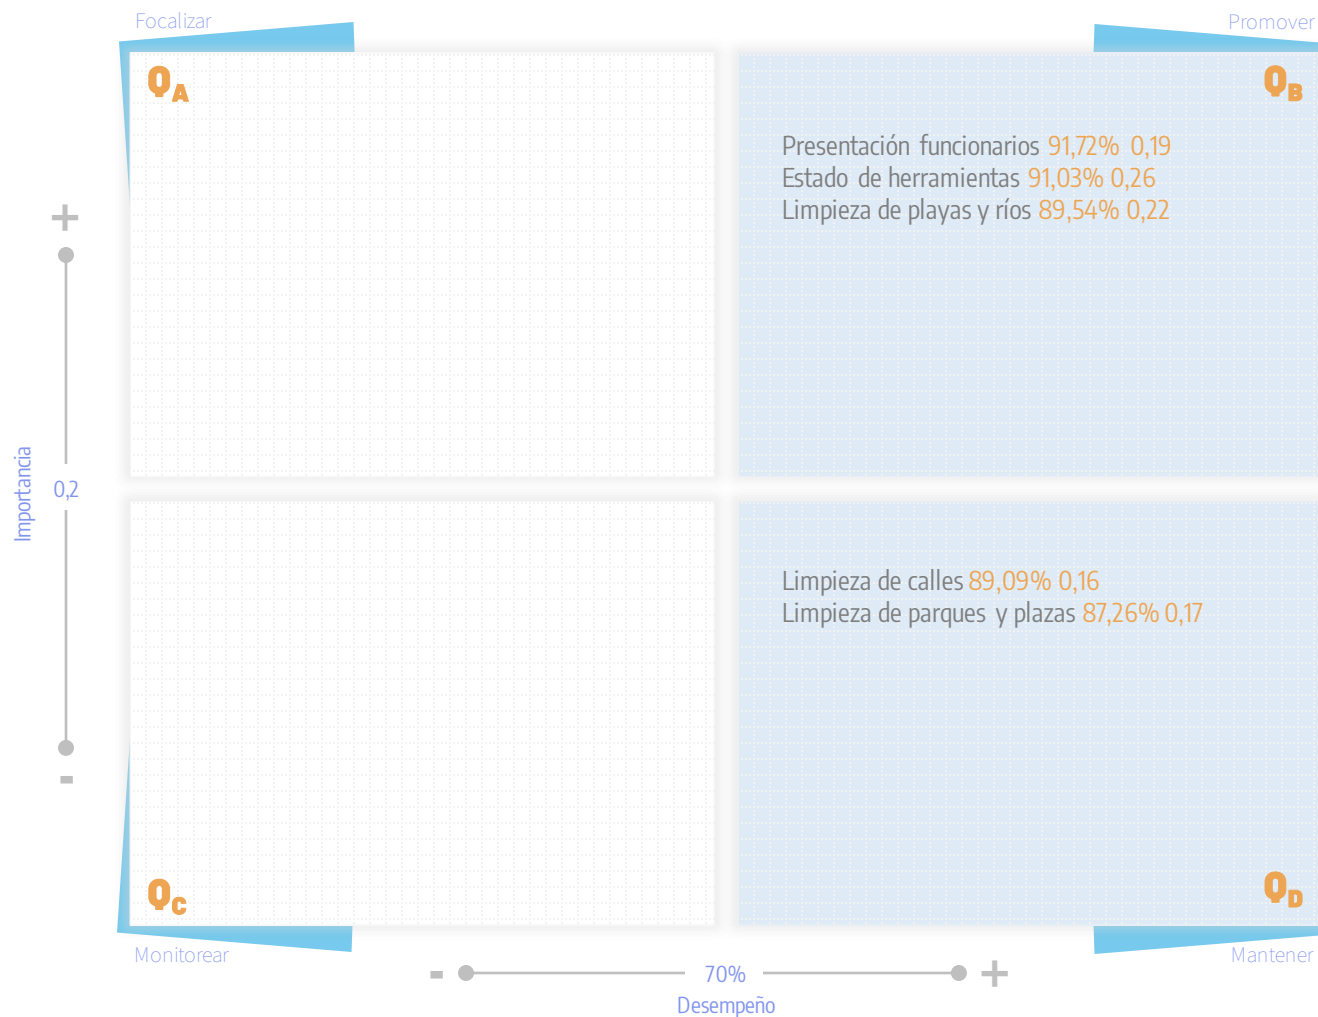 Focalizar
Promover
QA
QB
Presentación funcionarios 91,72% 0,19
Estado de herramientas 91,03% 0,26
Limpieza de playas y ríos 89,54% 0,22
+
Importancia
0,2
-
Limpieza de calles 89,09% 0,16
Limpieza de parques y plazas 87,26% 0,17
QC
QD
Monitorear
Mantener
- 70% +
Desempeño